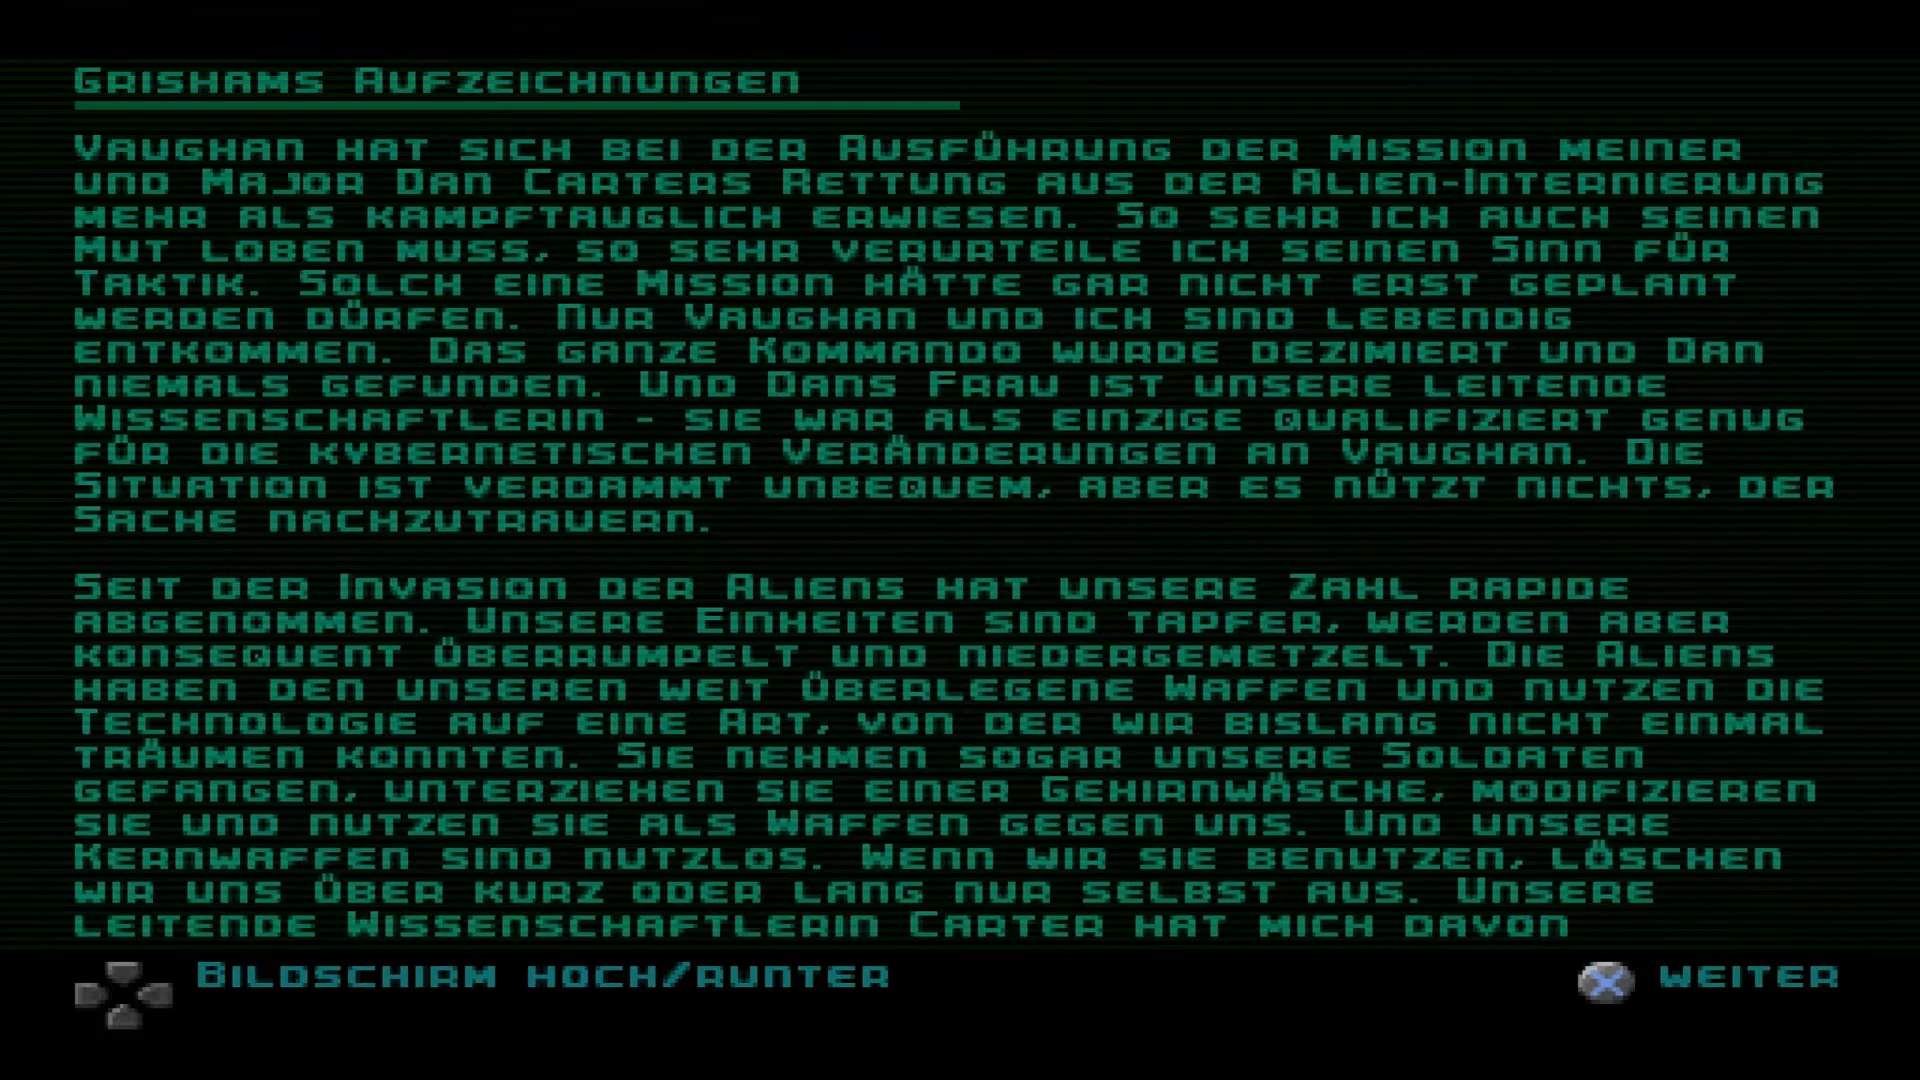 Grishams Aufzeichnungen
Vaughan hat sich bei der Ausführung der Mission meiner
und Major Dan Carters Rettung aus der Alien-Internierung
mehr als kampftauglich erwiesen. So sehr ich auch seinen
Mut loben muss, so sehr verurteile ich seinen Sinn für
Taktik. Solch eine Mission hätte gar nicht erst geplant
werden dürfen. Nur Vaughan und ich sind lebendig
entkommen. Das ganze Kommando wurde dezimiert und Dan
niemals gefunden. Und Dans Frau ist unsere leitende
Wissenschaftlerin - sie war als einzige qualifiziert genug
für die kybernetischen Veränderungen an Vaughan. Die
Situation ist verdammt unbequem, aber es nützt nichts, der
Sache nachzutrauern.
Seit der Invasion der Aliens hat unsere Zahl rapide
abgenommen. Unsere Einheiten sind tapfer, werden aber
konsequent überrumpelt und niedergemetzelt. Die Aliens
haben den unseren weit überlegene Waffen und nutzen die
Technologie auf eine Art, von der wir bislang nicht einmal
träumen konnten. Sie nehmen sogar unsere Soldaten
gefangen, unterziehen sie einer Gehirnwäsche, modifizieren
sie und nutzen sie als Waffen gegen uns. Und unsere
Kernwaffen sind nutzlos. Wenn wir sie benutzen, löschen
wir uns über kurz oder lang nur selbst aus. Unsere
leitende Wissenschaftlerin Carter hat mich davon
Bildschirm hoch/runter
weiter